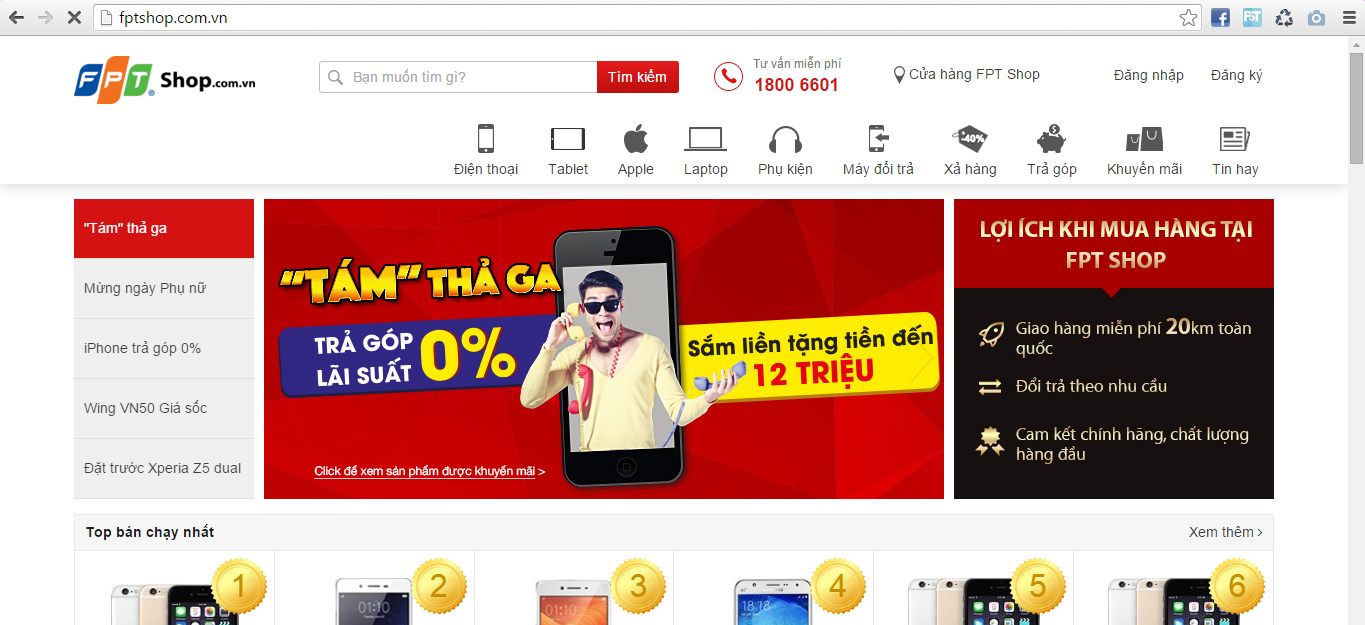 fptshop.com.vn
FPT Shop.com.vn
Bạn muốn tìm gì?
Tìm kiếm
Tư vấn miễn phí
1800 6601
Cửa hàng FPT Shop
Đăng nhập
Đăng ký
-40%
Điện thoại
Tablet
Apple
Laptop
Phụ kiện
Máy đổi trả
Xả hàng
Trả góp
Khuyến mãi
Tin hay
"Tám" thả ga
Mừng ngày Phụ nữ
iPhone trả góp 0%
Wing VN50 Giá sốc
Đặt trước Xperia Z5 dual
“TÁM” THẢ GA
TRẢ GÓP
LÃI SUẤT 0%
Sắm liền tặng tiền đến
12 TRIỆU
Click để xem sản phẩm được khuyến mãi >
LỢI ÍCH KHI MUA HÀNG TẠI
FPT SHOP
Giao hàng miễn phí 20km toàn
quốc
Đổi trả theo nhu cầu
Cam kết chính hãng, chất lượng
hàng đầu
Top bán chạy nhất
Xem thêm ›
1
2
3
4
5
6
01:10
01:10
18:18